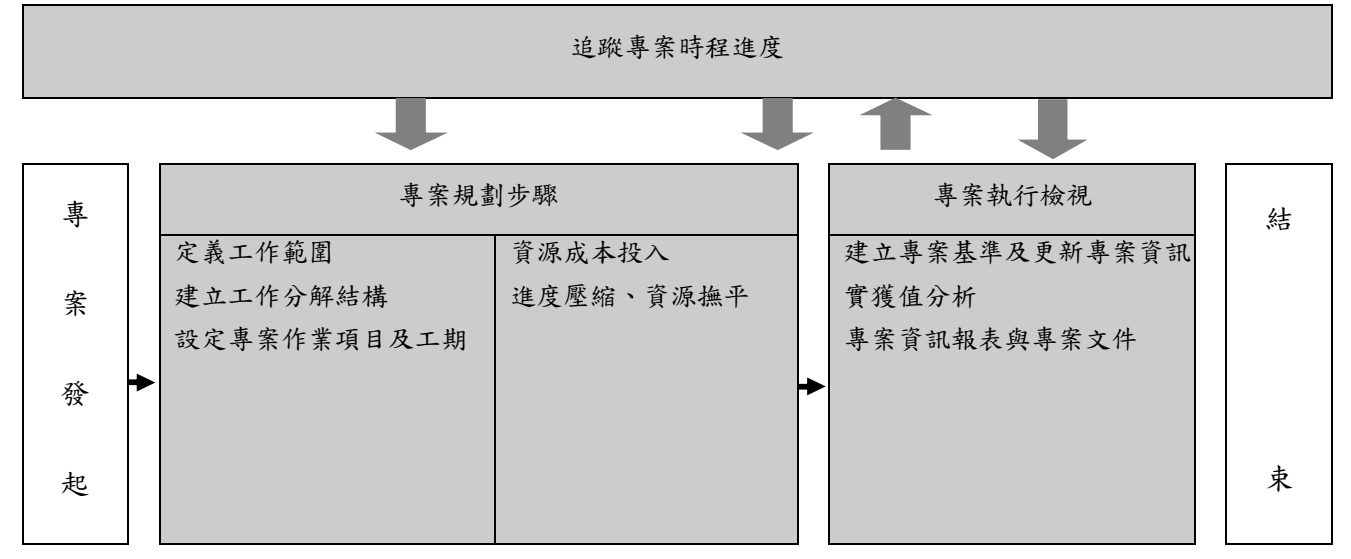 追蹤專案時程進度
專案發起
專案規劃步驟
定義工作範圍
建立工作分解結構
設定專案作業項目及工期
資源成本投入
進度壓縮、資源撫平
專案執行檢視
建立專案基準及更新專案資訊
實獲值分析
專案資訊報表與專案文件
結束